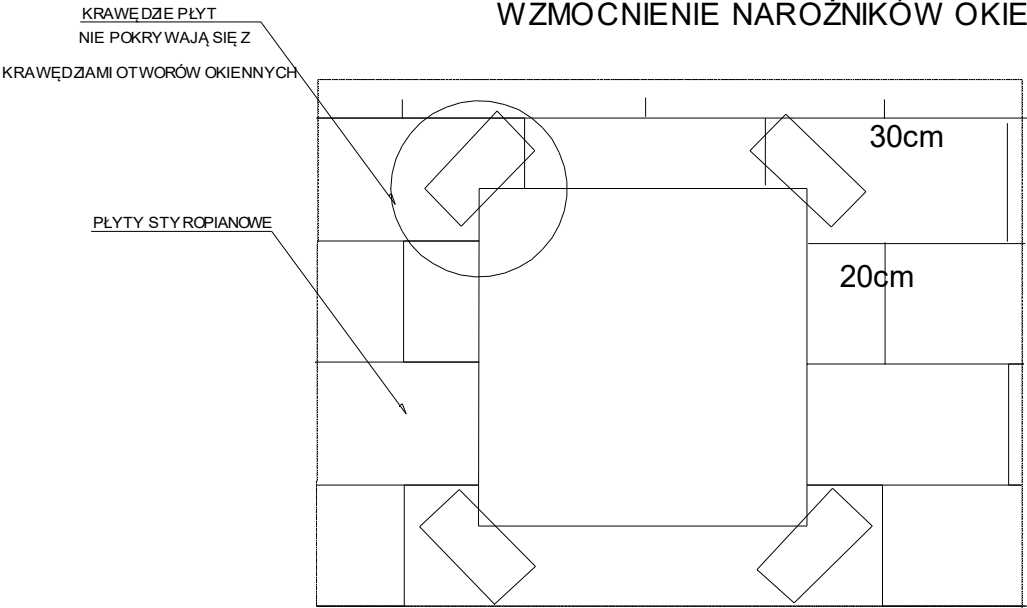 WZMOCNIENIE NAROŻNIKÓW OKIE
KRAWĘDZIE PŁYT
NIE POKRYWAJĄ SIĘ Z
KRAWĘDZIAMI OTWORÓW OKIENNYCH
30cm
PŁYTY STYROPIANOWE
20cm